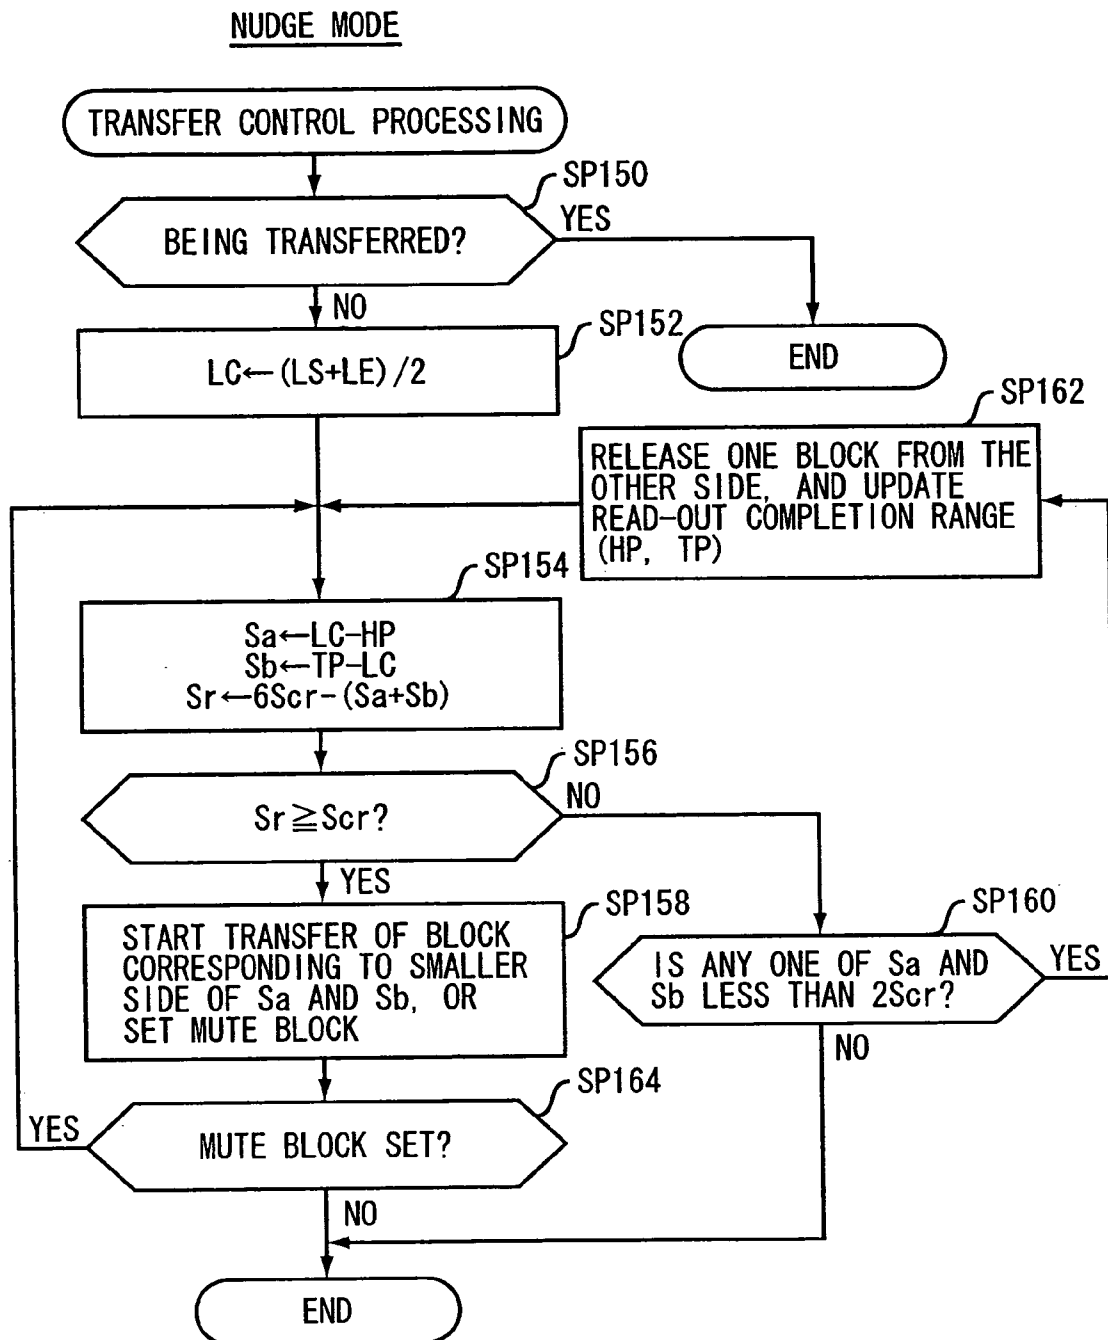 NUDGE MODE
TRANSFER CONTROL PROCESSING
SP150
BEING TRANSFERRED?
YES
NO
SP152
LC←(LS+LE)/2
END
SP162
RELEASE ONE BLOCK FROM THE
OTHER SIDE, AND UPDATE
READ-OUT COMPLETION RANGE
(HP, TP)
SP154
Sa←LC-HP
Sb←TP-LC
Sr←6Scr-(Sa+Sb)
SP156
Sr≧Scr?
NO
YES
SP158
START TRANSFER OF BLOCK
CORRESPONDING TO SMALLER
SIDE OF Sa AND Sb, OR
SET MUTE BLOCK
SP160
IS ANY ONE OF Sa AND
Sb LESS THAN 2Scr?
YES
NO
SP164
MUTE BLOCK SET?
YES
NO
END